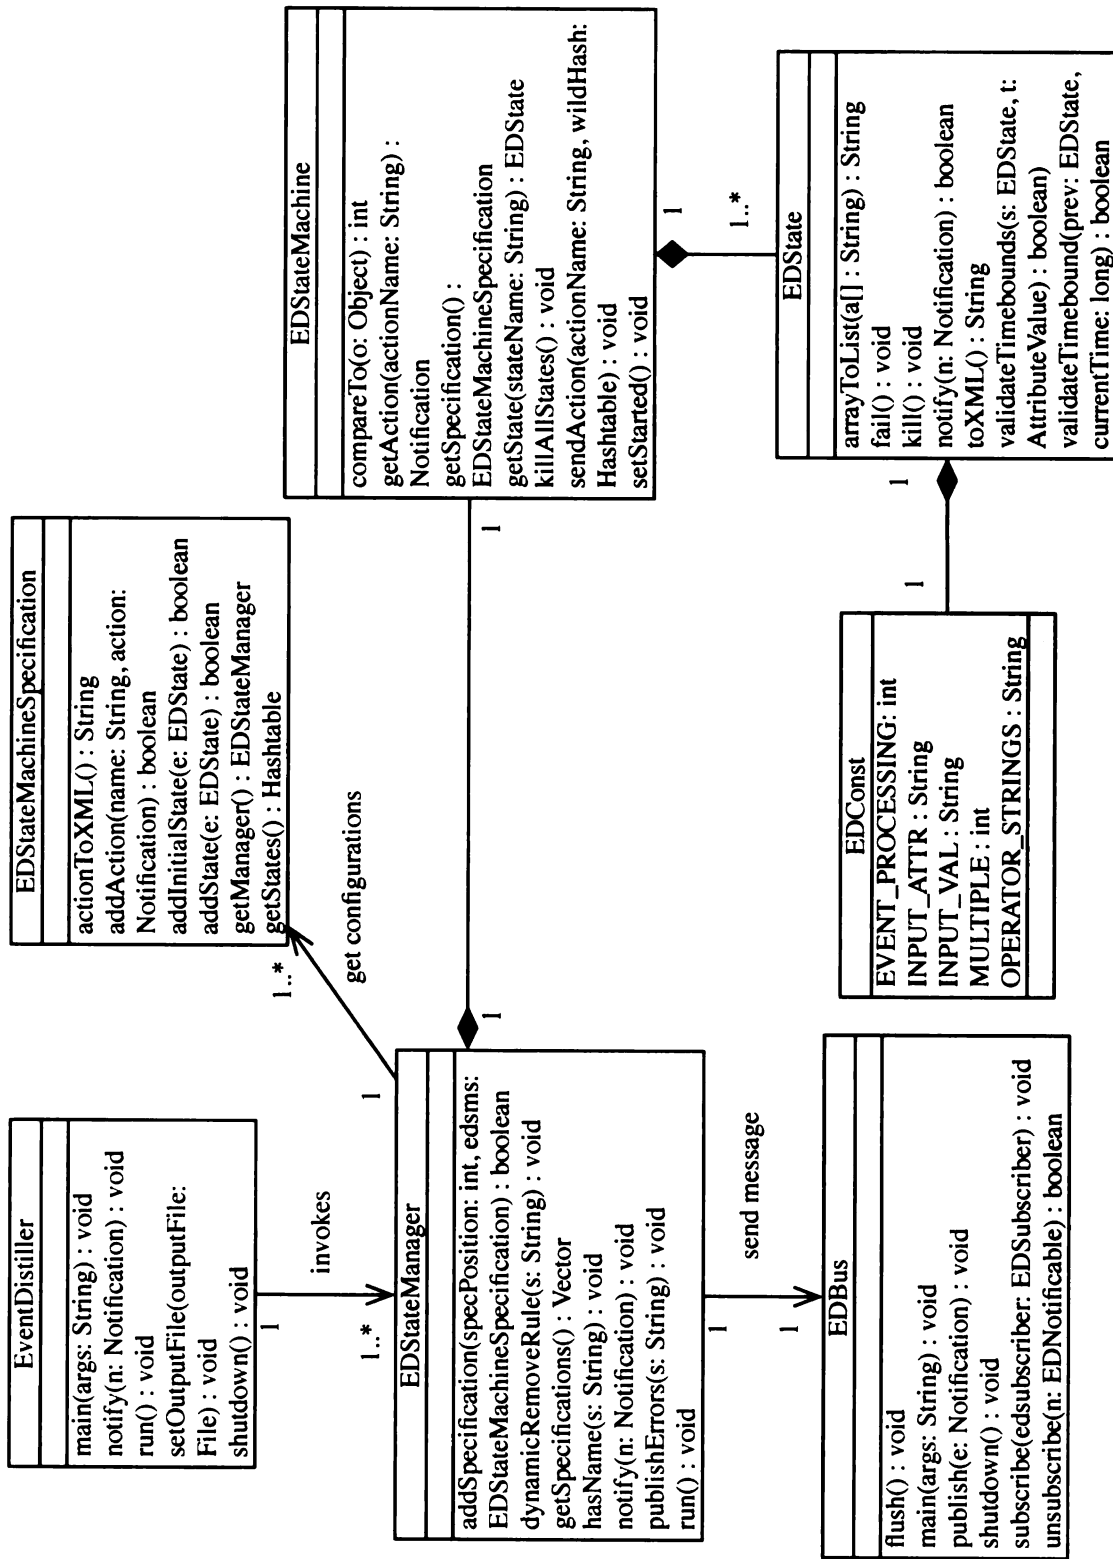 EventDistiller
main(args: String) : void
notify(n: Notification) : void
run() : void
setOutputFile(outputFile:
File) : void
shutdown() : void
1
invokes
1..*
EDStateMachineSpecification
actionToXML() : String
addAction(name: String, action:
Notification) : boolean
addInitialState(e: EDState) : boolean
addState(e: EDState) : boolean
getManager() : EDStateManager
getStates() : Hashtable
1..*
get configurations
1
EDStateManager
addSpecification(specPosition: int, edsms:
EDStateMachineSpecification) : boolean
dynamicRemoveRule(s: String) : void
getSpecifications() : Vector
hasName(s: String) : void
notify(n: Notification) : void
publishErrors(s: String) : void
run() : void
1
1
EDStateMachine
compareTo(o: Object) : int
getAction(actionName: String) :
Notification
getSpecification() :
EDStateMachineSpecification
getState(stateName: String) : EDState
killAllStates() : void
sendAction(actionName: String, wildHash:
Hashtable) : void
setStarted() : void
1
1..*
1
send message
1
EDBus
flush() : void
main(args: String) : void
publish(e: Notification) : void
shutdown() : void
subscribe(edsubscriber: EDSubscriber) : void
unsubscribe(n: EDNotificable) : boolean
EDConst
EVENT_PROCESSING: int
INPUT_ATTR : String
INPUT_VAL : String
MULTIPLE : int
OPERATOR_STRINGS : String
1
1
EDState
arrayToList(a[] : String) : String
fail() : void
kill() : void
notify(n: Notification) : boolean
toXML() : String
validateTimebounds(s: EDState, t:
AttributeValue) : boolean)
validateTimebound(prev: EDState,
currentTime: long) : boolean